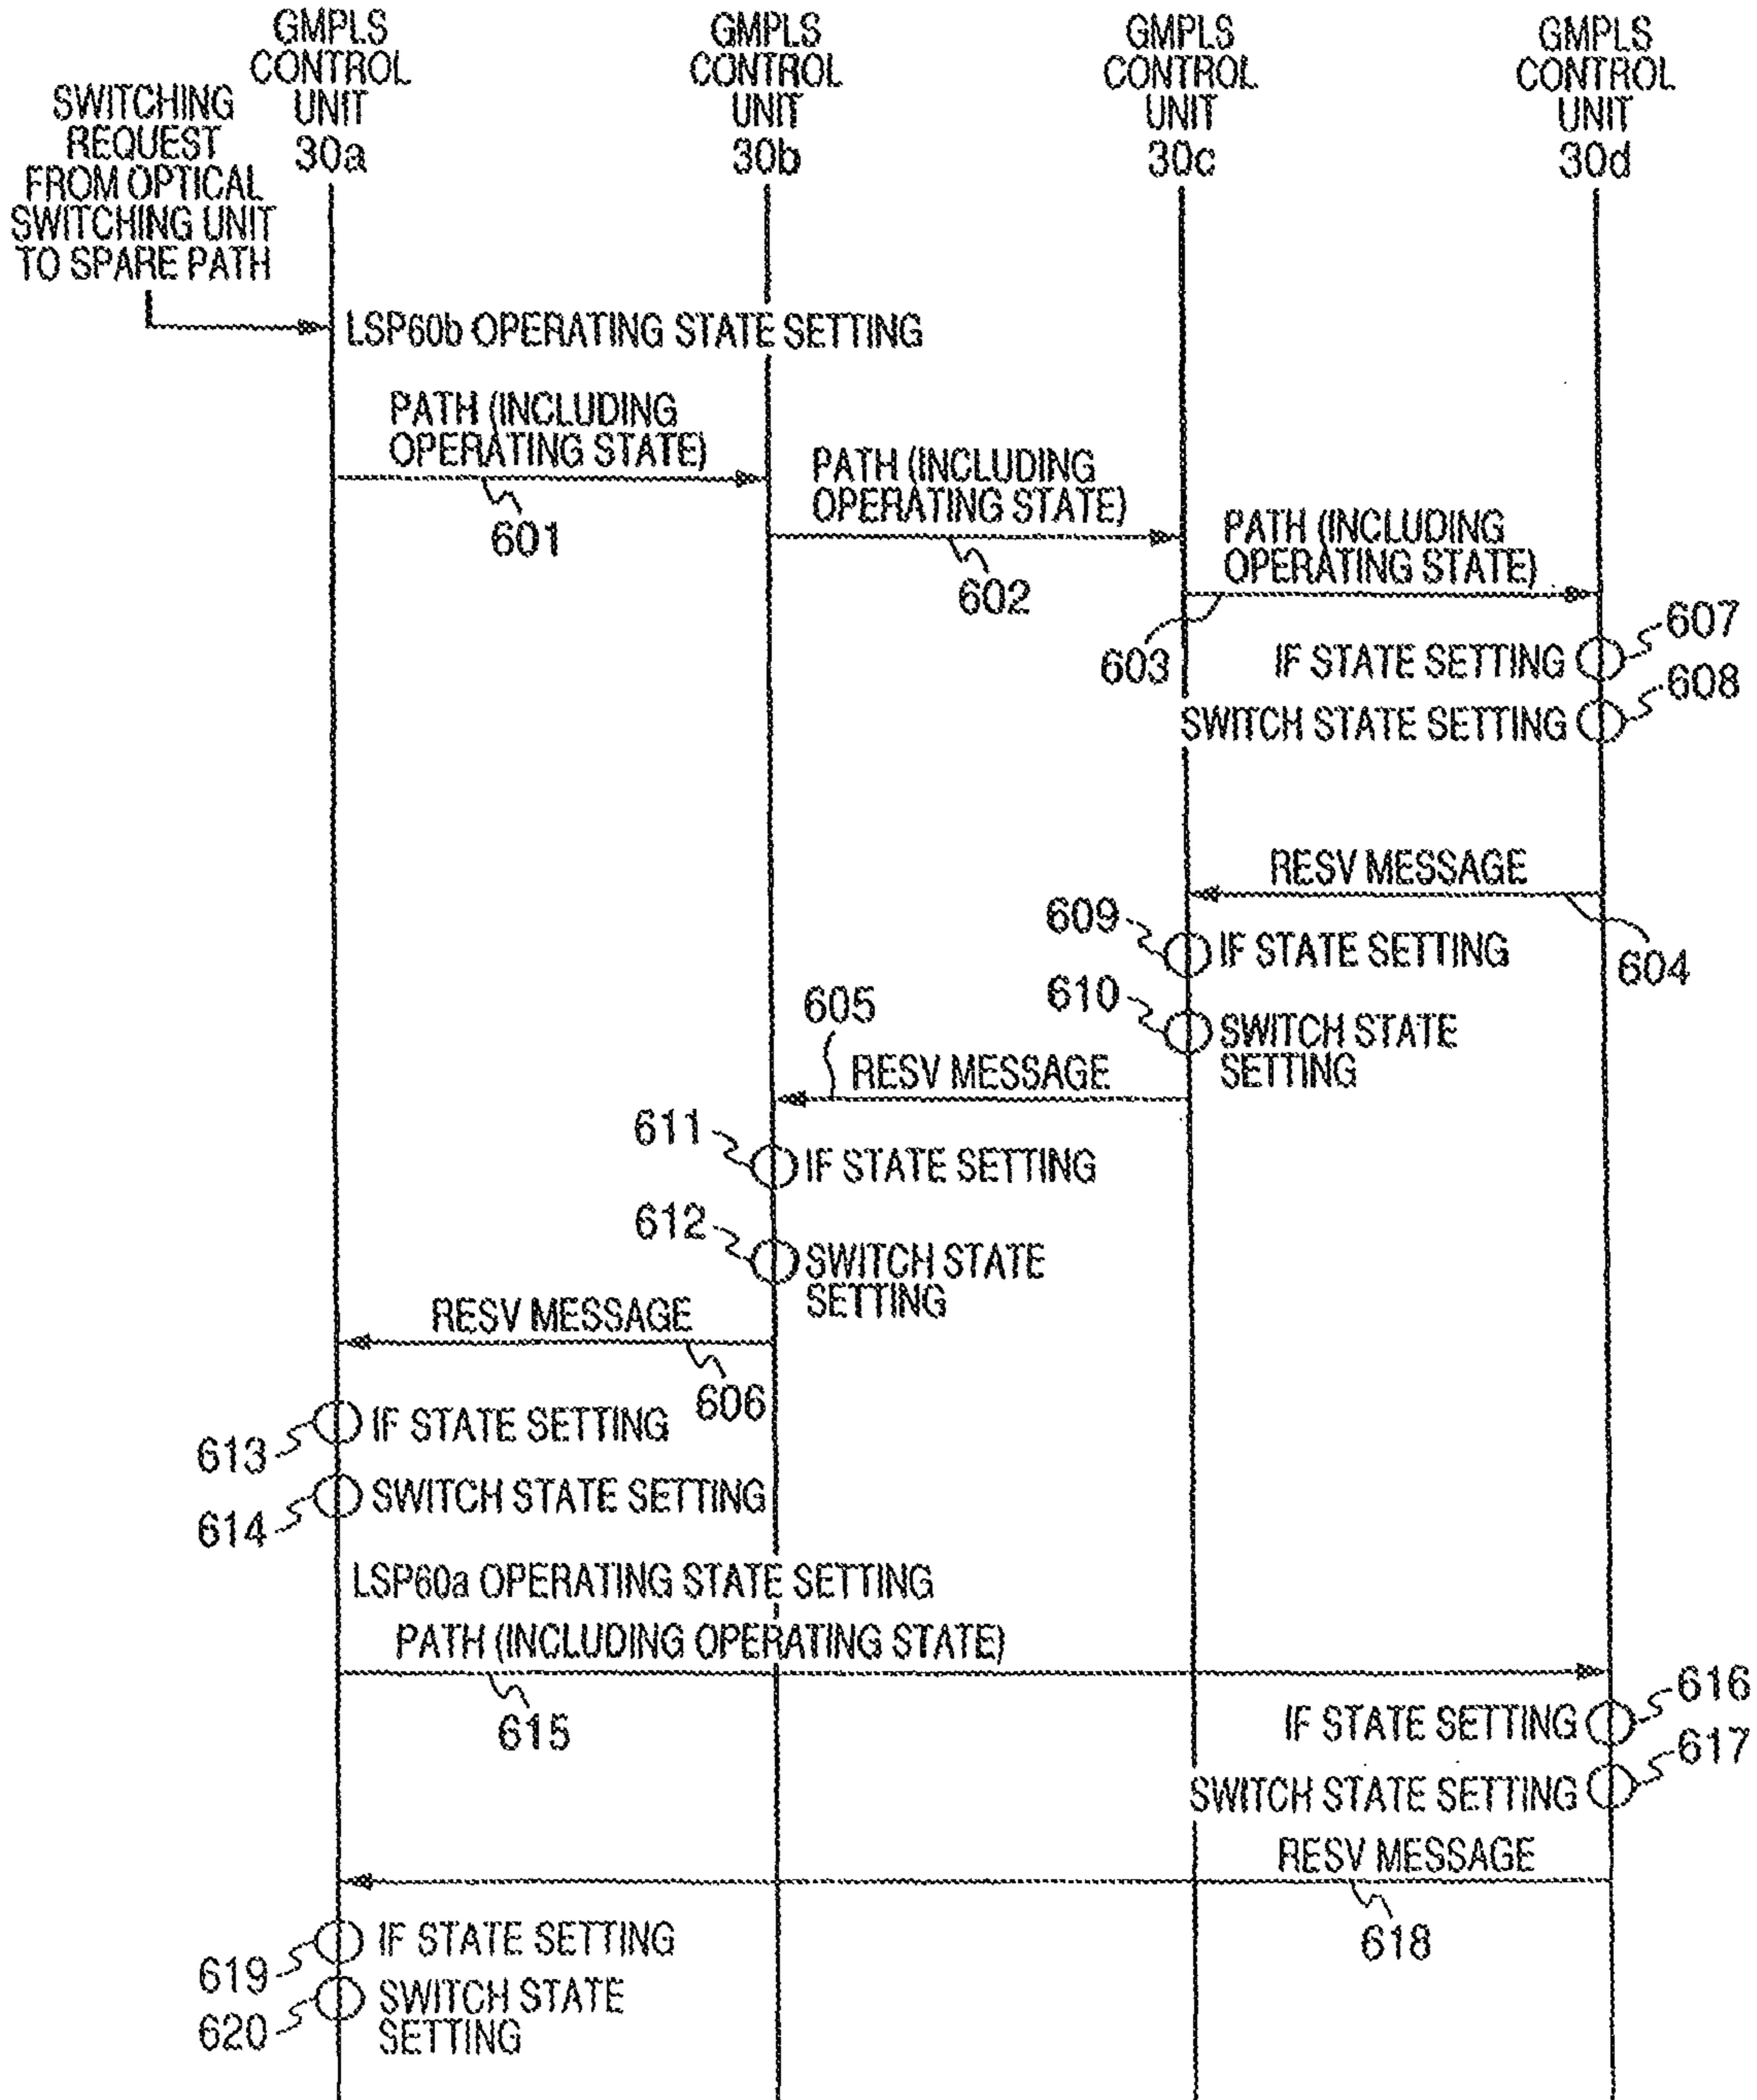 GMPLS
CONTROL
UNIT
30a
GMPLS
CONTROL
UNIT
30b
GMPLS
CONTROL
UNIT
30c
GMPLS
CONTROL
UNIT
30d
SWITCHING
REQUEST
FROM OPTICAL
SWITCHING UNIT
TO SPARE PATH
LSP60b OPERATING STATE SETTING
PATH (INCLUDING
OPERATING STATE)
601
PATH (INCLUDING
OPERATING STATE)
602
PATH (INCLUDING
OPERATING STATE)
603
607
IF STATE SETTING
608
SWITCH STATE SETTING
RESV MESSAGE
604
609
IF STATE SETTING
610
SWITCH STATE
SETTING
605
RESV MESSAGE
611
IF STATE SETTING
612
SWITCH STATE
SETTING
RESV MESSAGE
606
IF STATE SETTING
613
SWITCH STATE SETTING
614
LSP60a OPERATING STATE SETTING
PATH (INCLUDING OPERATING STATE)
615
616
IF STATE SETTING
617
SWITCH STATE SETTING
RESV MESSAGE
618
IF STATE SETTING
619
SWITCH STATE
SETTING
620